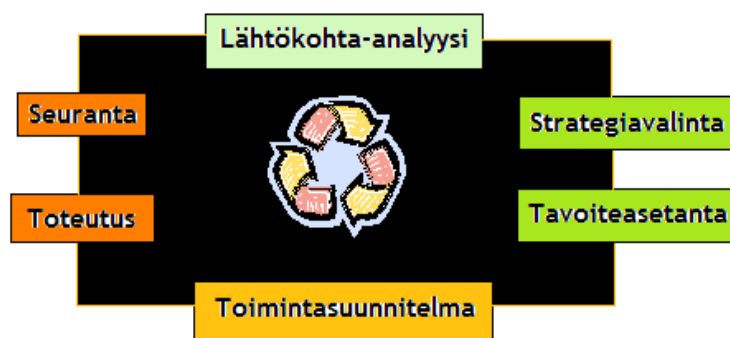 Lähtökohta-analyysi
Seuranta
Strategiavalinta
Toteutus
Tavoiteasetanta
Toimintasuunnitelma